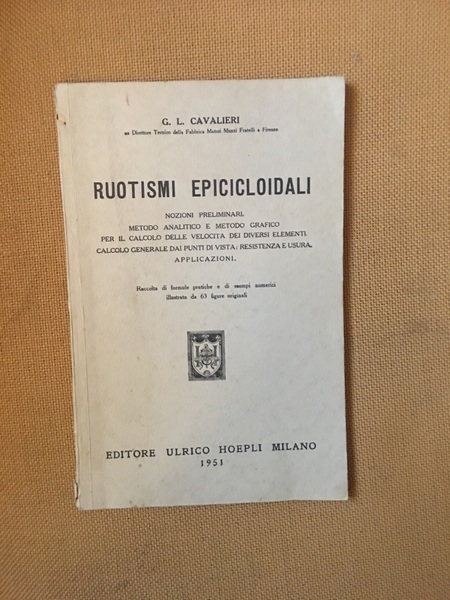 G. L. CAVALIERI
ex Direttore Tecnico della Fabbrica Motori Manzi Fratelli a Firenze
RUOTISMI EPICICLOIDALI
NOZIONI PRELIMINARI.
METODO ANALITICO E METODO GRAFICO
PER IL CALCOLO DELLE VELOCITA DEI DIVERSI ELEMENTI.
CALCOLO GENERALE DAI PUNTI DI VISTA: RESISTENZA E USURA.
APPLICAZIONI.
Raccolta di formule pratiche e di esempi numerici
illustrata da 63 figure originali
EDITORE ULRICO HOEPLI MILANO
1951